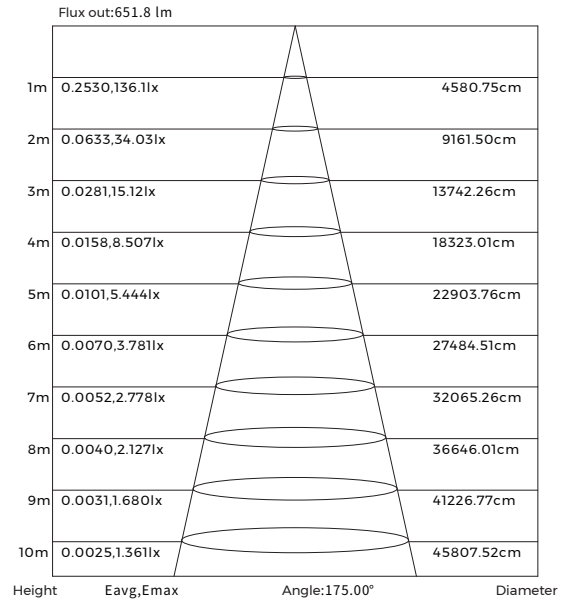 Flux out:651.8 lm
1m 0.2530,136.1lx 4580.75cm
2m 0.0633,34.03lx 9161.50cm
3m 0.0281,15.12lx 13742.26cm
4m 0.0158,8.507lx 18323.01cm
5m 0.0101,5.444lx 22903.76cm
6m 0.0070,3.781lx 27484.51cm
7m 0.0052,2.778lx 32065.26cm
8m 0.0040,2.127lx 36646.01cm
9m 0.0031,1.680lx 41226.77cm
10m 0.0025,1.361lx 45807.52cm
Height Eavg,Emax Angle:175.00° Diameter